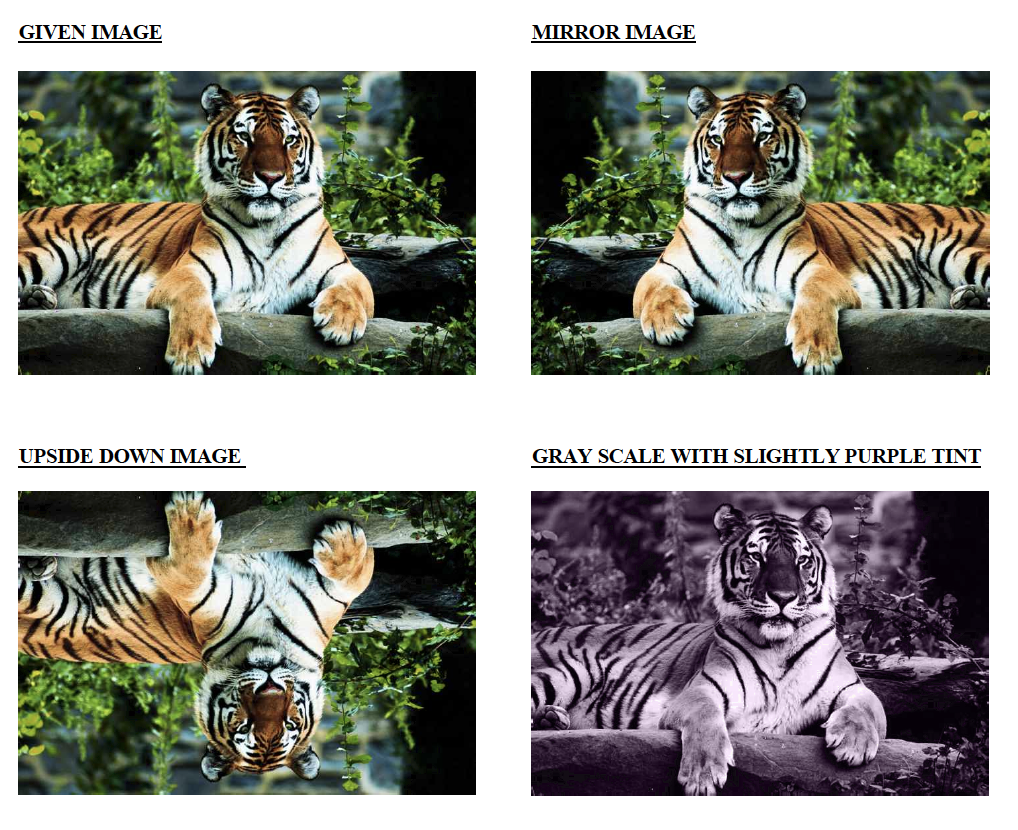 GIVEN IMAGE
MIRROR IMAGE
UPSIDE DOWN IMAGE
GRAY SCALE WITH SLIGHTLY PURPLE TINT